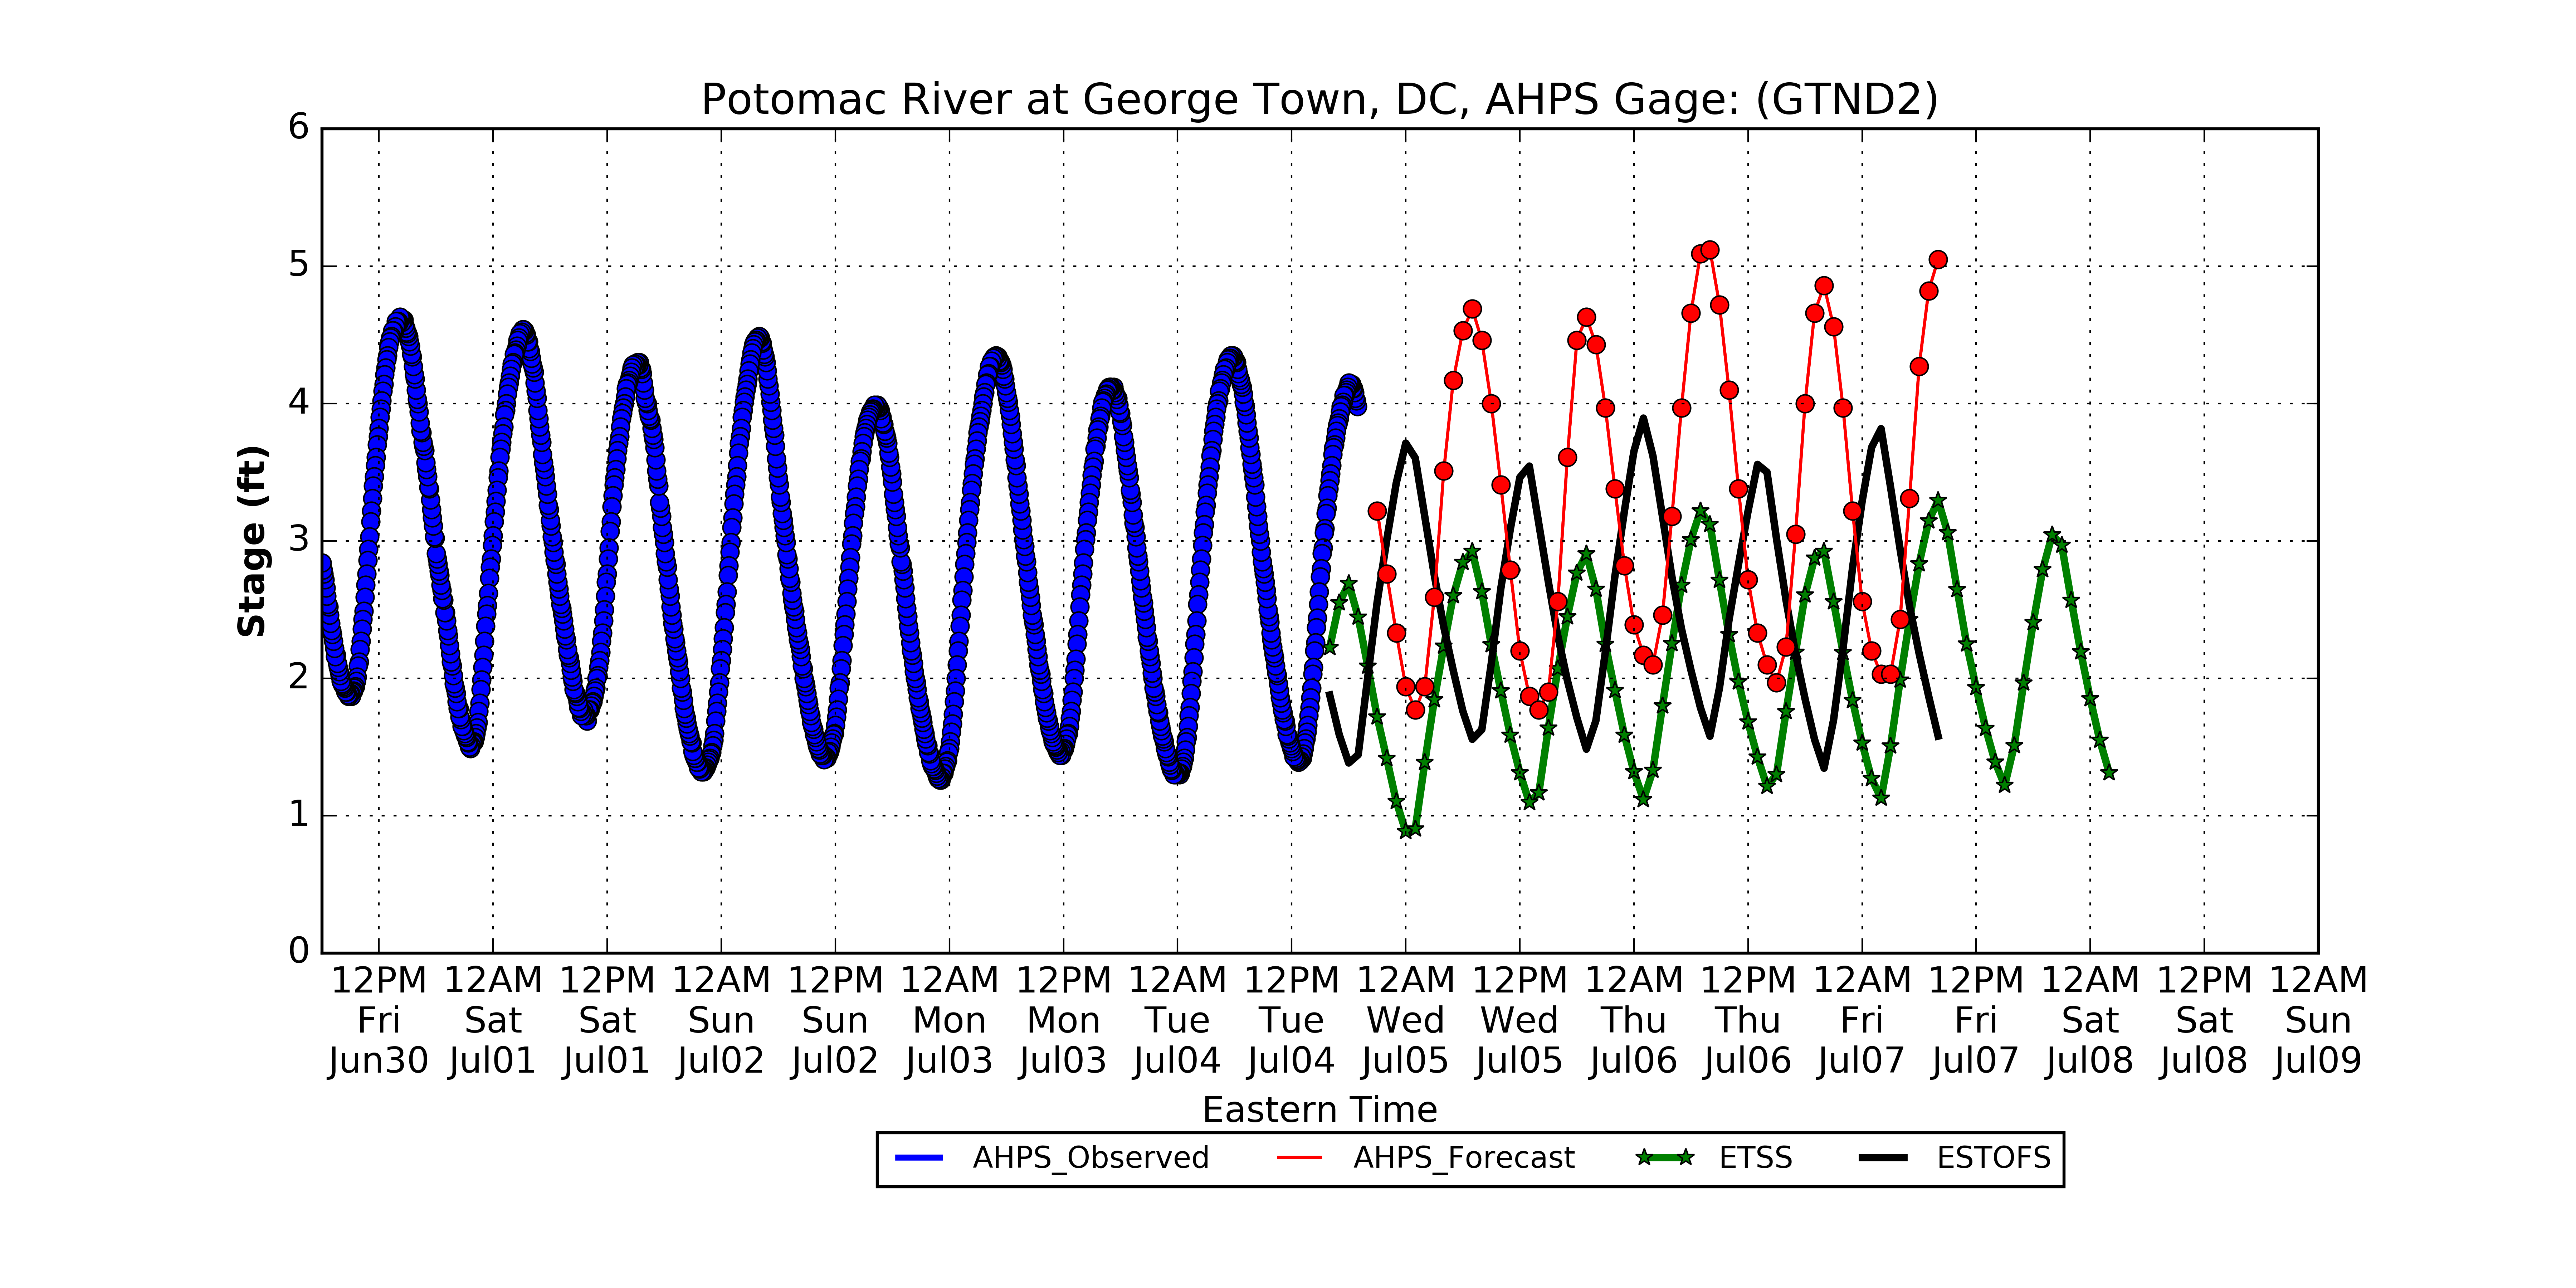 Potomac River at George Town, DC, AHPS Gage: (GTND2)
6
5
4
3
2
1
0
Stage (ft)
12PM 12AM 12PM 12AM 12PM 12AM 12PM 12AM 12PM 12AM 12PM 12AM 12PM 12AM 12PM 12AM 12PM 12AM
Fri Sat Sat Sun Sun Mon Mon Tue Tue Wed Wed Thu Thu Fri Fri Sat Sat Sun
Jun30 Jul01 Jul01 Jul02 Jul02 Jul03 Jul03 Jul04 Jul04 Jul05 Jul05 Jul06 Jul06 Jul07 Jul07 Jul08 Jul08 Jul09
Eastern Time
AHPS_Observed AHPS_Forecast ETSS ESTOFS